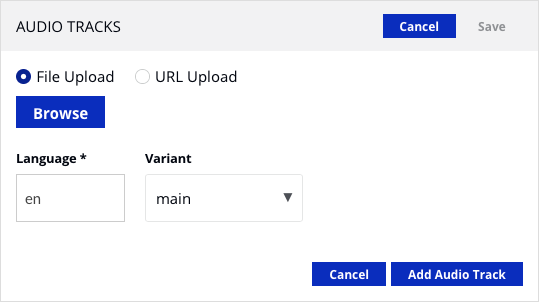 AUDIO TRACKS Cancel Save
File Upload URL Upload
Browse
Language * Variant
en main
Cancel Add Audio Track